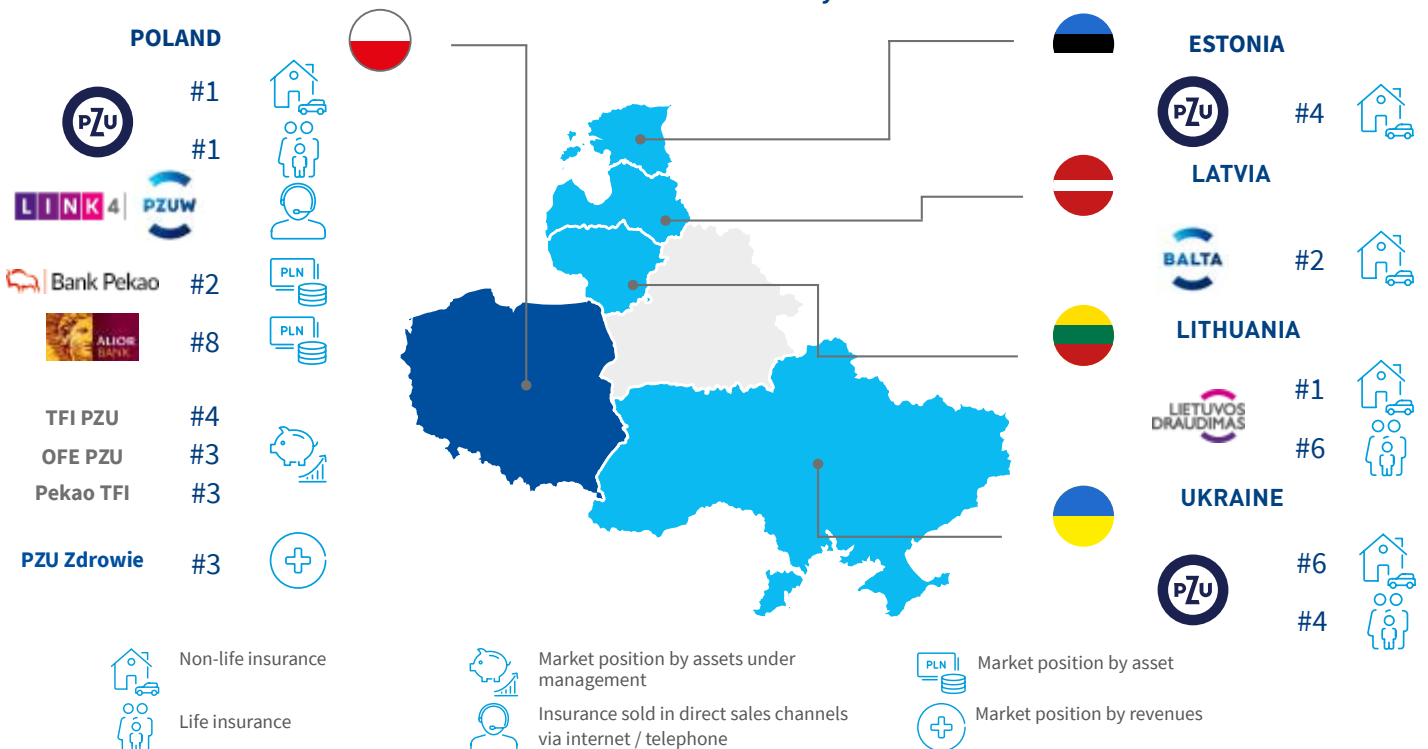 POLAND
PZU
#1
#1
LINK4 PZUW
Bank Pekao
#2
PLN
ALIOR
BANK
#8
PLN
TFI PZU
#4
OFE PZU
#3
Pekao TFI
#3
PZU Zdrowie
#3
ESTONIA
PZU
#4
LATVIA
BALTA
#2
LITHUANIA
LIETUVOS
DRAUDIMAS
#1
#6
UKRAINE
PZU
#6
#4
Non-life insurance
Life insurance
Market position by assets under
management
Insurance sold in direct sales channels
via internet / telephone
PLN
Market position by asset
Market position by revenues